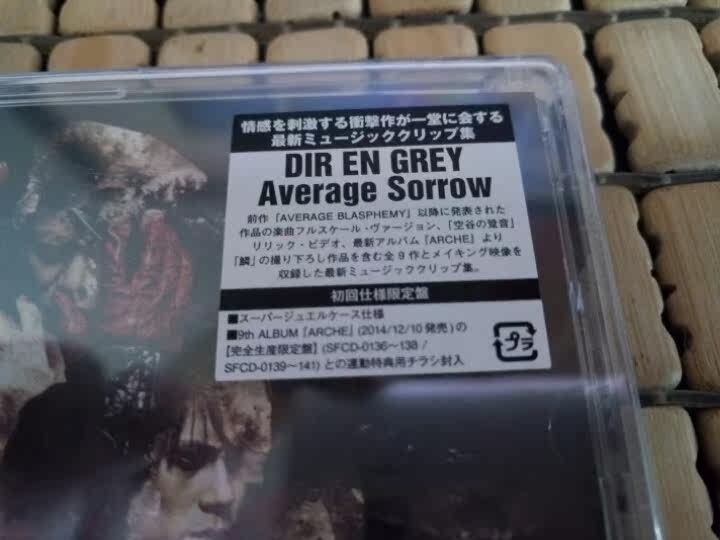 情感を刺激する衝撃作が一堂に会する
最新ミュージッククリップ集
DIR EN GREY
Average Sorrow
前作『AVERAGE BLASPHEMY』以降に発表された
作品の楽曲フルスケール・ヴァージョン、「空谷の跫音」
リリック・ビデオ、最新アルバム『ARCHE』より
「鱗」の撮り下ろし作品を含む全9作とメイキング映像を
収録した最新ミュージッククリップ集。
初回仕様限定盤
■スーパージュエルケース仕様
■9th ALBUM『ARCHE』(2014/12/10発売)の
【完全生産限定盤】(SFCD-0136〜138 /
SFCD-0139〜141) との連動特典用チラシ封入
プラ